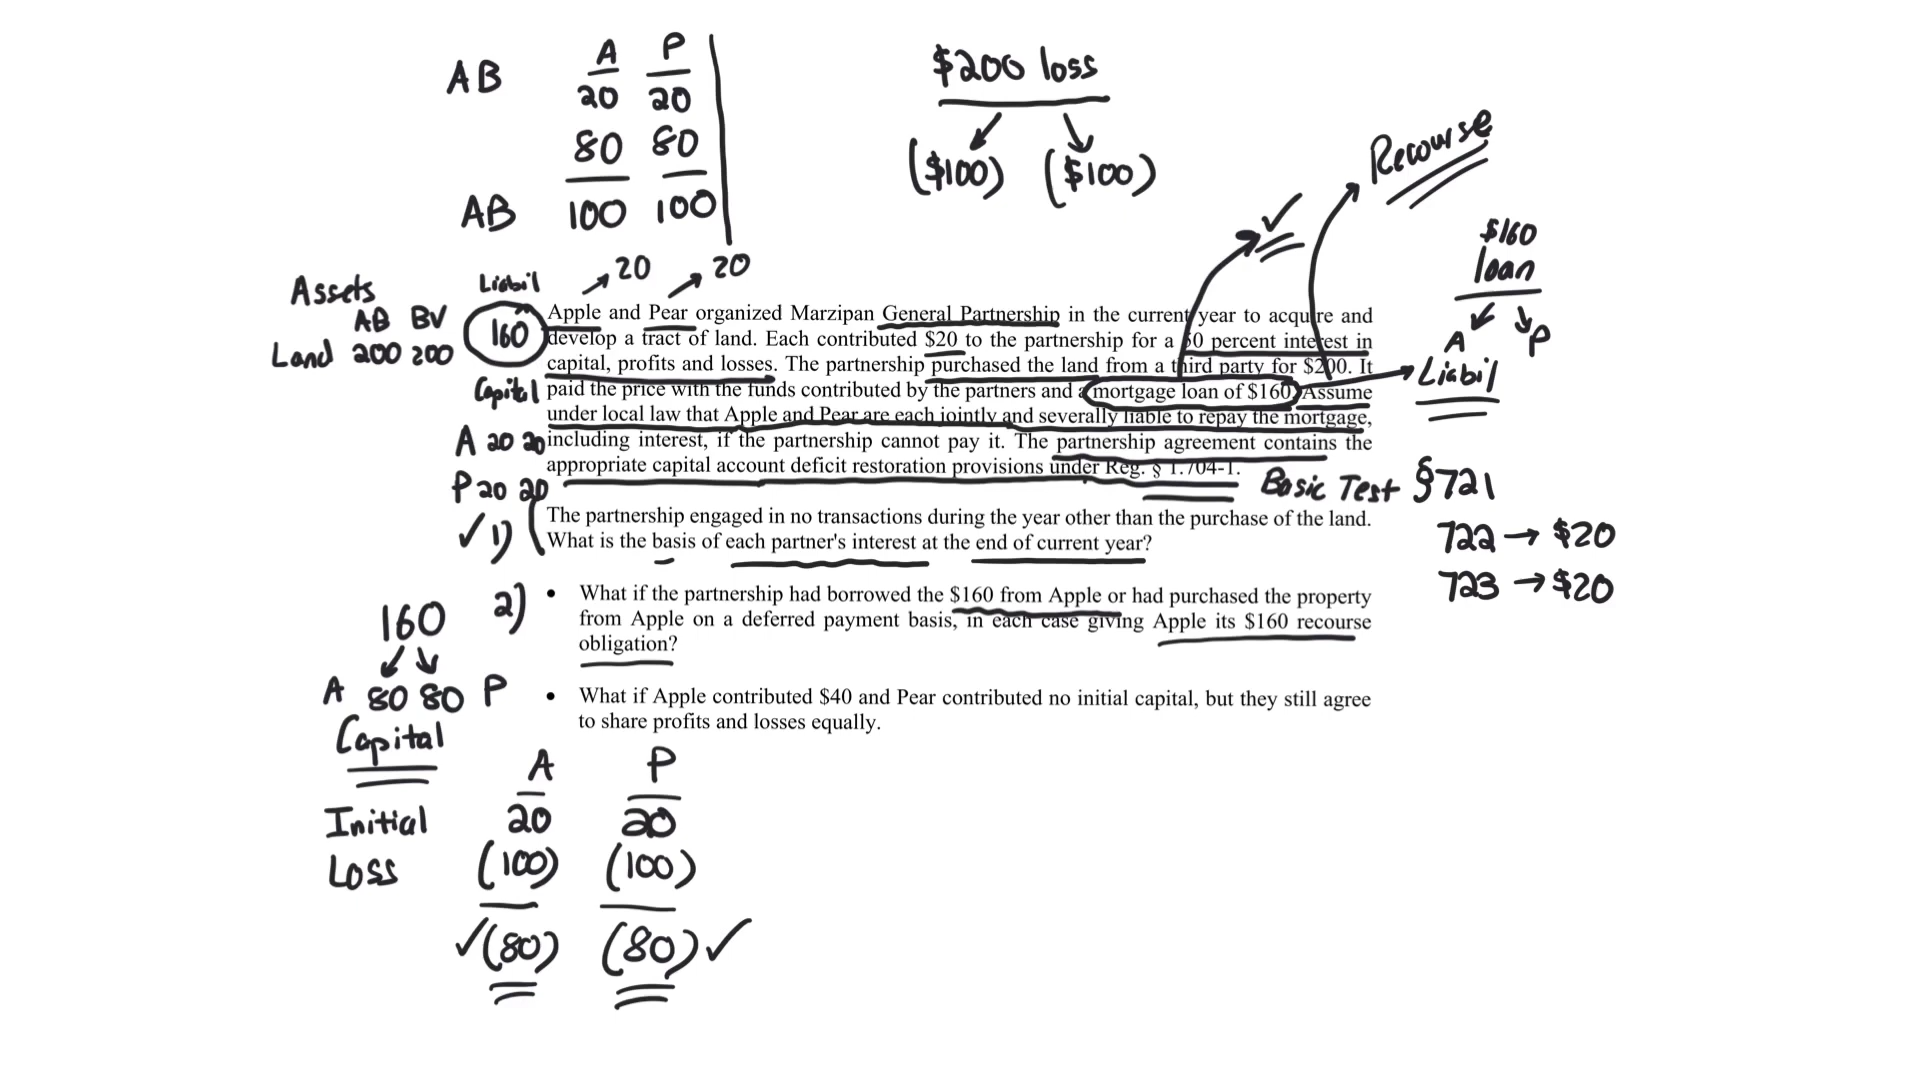 A P
AB 20 20
80 80
AB 100 100
$200 loss
($100) ($100)
Recourse
$160
loan
A P
Liabil
20 20
Assets Liabil
AB BV 160
Land 200 200
Capital
A 20 20
P 20 20
Apple and Pear organized Marzipan General Partnership in the current year to acquire and
develop a tract of land. Each contributed $20 to the partnership for a 50 percent interest in
capital, profits and losses. The partnership purchased the land from a third party for $200. It
paid the price with the funds contributed by the partners and a mortgage loan of $160. Assume
under local law that Apple and Pear are each jointly and severally liable to repay the mortgage,
including interest, if the partnership cannot pay it. The partnership agreement contains the
appropriate capital account deficit restoration provisions under Reg. § 1.704-1.
Basic Test §721
722 → $20
723 → $20
1)
The partnership engaged in no transactions during the year other than the purchase of the land.
What is the basis of each partner's interest at the end of current year?
2)
• What if the partnership had borrowed the $160 from Apple or had purchased the property
from Apple on a deferred payment basis, in each case giving Apple its $160 recourse
obligation?
• What if Apple contributed $40 and Pear contributed no initial capital, but they still agree
to share profits and losses equally.
160
A 80 80 P
Capital
A P
Initial 20 20
Loss (100) (100)
✓(80) (80)✓